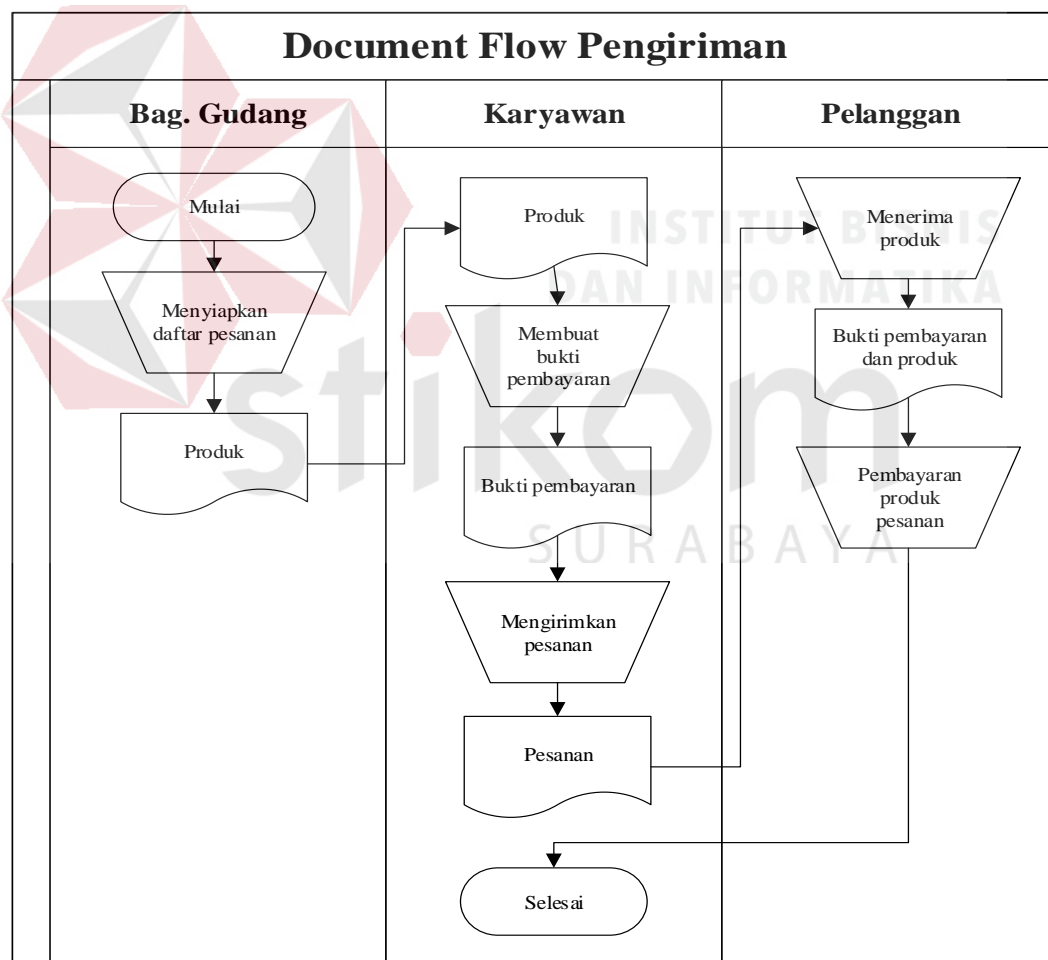 Document Flow Pengiriman
Bag. Gudang
Karyawan
Pelanggan
Mulai
Menyiapkan
daftar pesanan
Produk
Produk
Membuat
bukti
pembayaran
Bukti pembayaran
Mengirimkan
pesanan
Pesanan
Selesai
Menerima
produk
Bukti pembayaran
dan produk
Pembayaran
produk
pesanan
INSTITUT BISNIS
DAN INFORMATIKA
stikom
SURABAYA